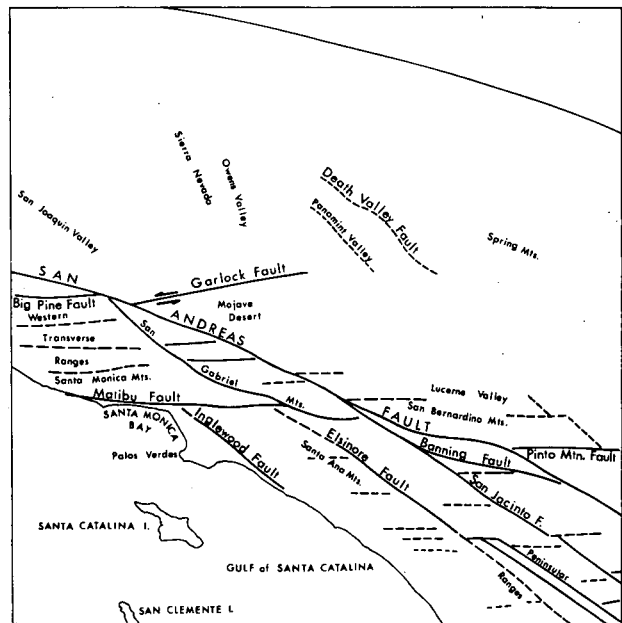 Sierra Nevada
Owens Valley
Death Valley Fault
Panamint Valley
San Joaquin Valley
Spring Mts.
SAN
Garlock Fault
Big Pine Fault
Western
Mojave
Desert
San
ANDREAS
Transverse
Ranges
Gabriel
Santa Monica Mts.
Lucerne Valley
Malibu Fault
Mts.
San Bernardino Mts.
SANTA MONICA
BAY
FAULT
Inglewood Fault
Elsinore Fault
Banning Fault
Pinto Mtn. Fault
Palos Verdes
Santa Ana Mts.
San Jacinto F.
SANTA CATALINA I.
Peninsular
GULF of SANTA CATALINA
Ranges
SAN CLEMENTE I.